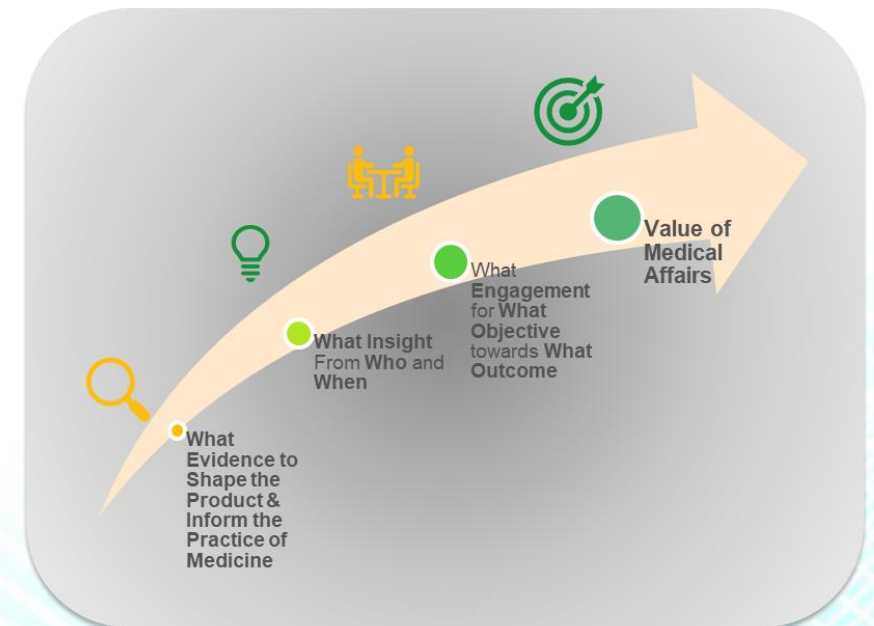 What
Evidence to
Shape the
Product &
Inform the
Practice of
Medicine
What Insight
From Who and
When
What
Engagement
for What
Objective
towards What
Outcome
Value of
Medical
Affairs